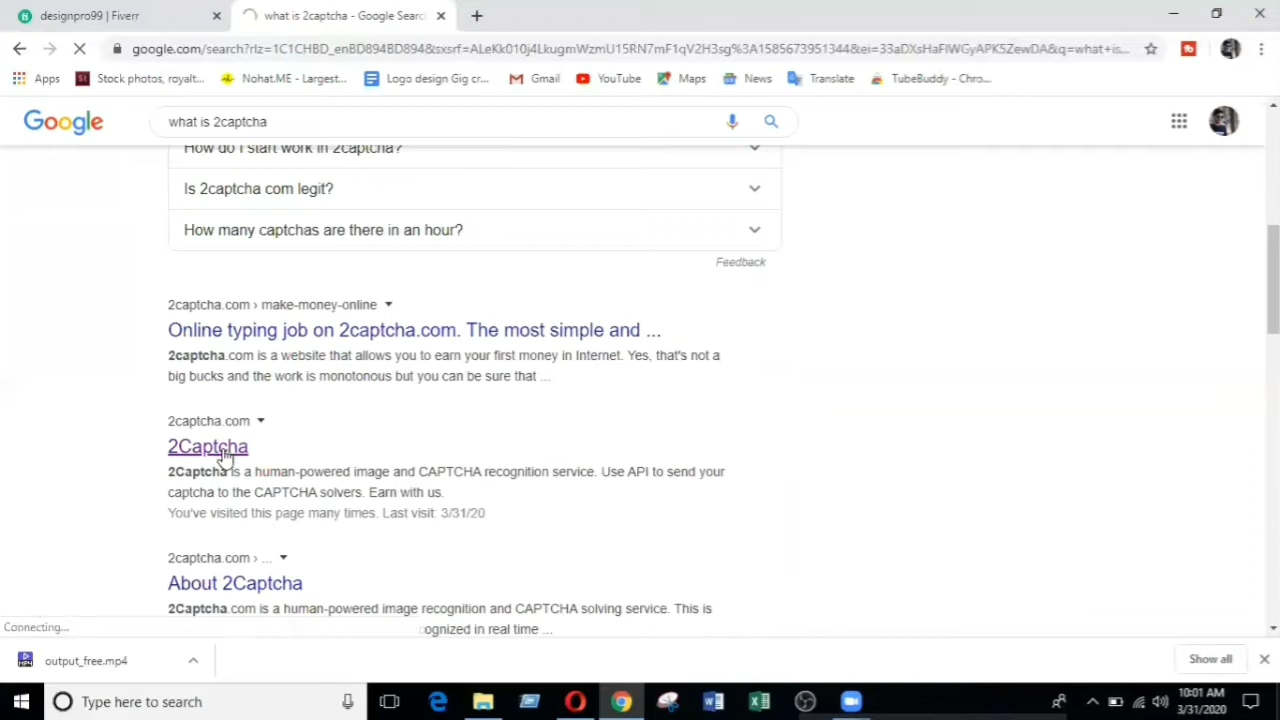 designpro99 | Fiverr
what is 2captcha - Google Searc
google.com/search?rlz=1C1CHBD_enBD894BD894&sxsrf=ALeKk010j4LkugmWzmU15RN7mF1qV2H3sg%3A1585673951344&ei=33aDXsHaFIWGyAPK5ZewDA&q=what+is...
Apps
Stock photos, royalt...
Nohat.ME - Largest...
Logo design Gig cr...
Gmail
YouTube
Maps
News
Translate
TubeBuddy - Chro...
Google
what is 2captcha
How do I start work in 2captcha?
Is 2captcha com legit?
How many captchas are there in an hour?
Feedback
2captcha.com › make-money-online
Online typing job on 2captcha.com. The most simple and ...
2captcha.com is a website that allows you to earn your first money in Internet. Yes, that's not a
big bucks and the work is monotonous but you can be sure that ...
2captcha.com
2Captcha
2Captcha is a human-powered image and CAPTCHA recognition service. Use API to send your
captcha to the CAPTCHA solvers. Earn with us.
You've visited this page many times. Last visit: 3/31/20
2captcha.com › ...
About 2Captcha
2Captcha.com is a human-powered image recognition and CAPTCHA solving service. This is
ognized in real time ...
Connecting...
output_free.mp4
Show all
Type here to search
10:01 AM
3/31/2020